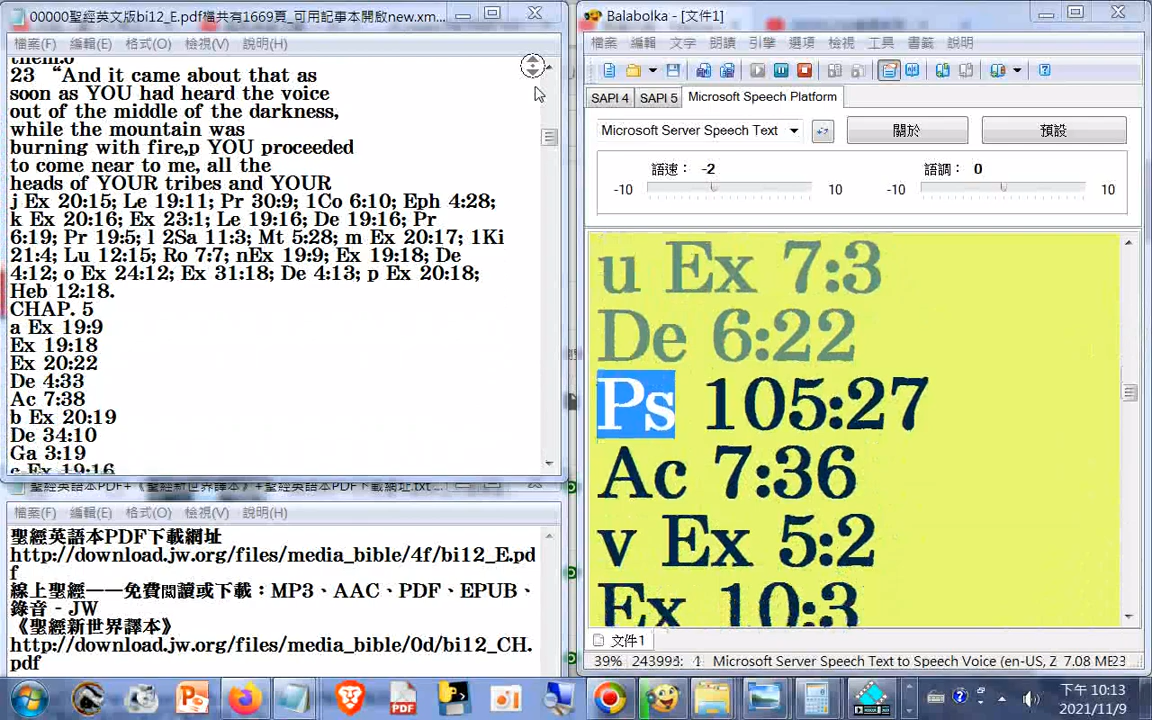 00000聖經英文版bi12_E.pdf檔共有1669頁_可用記事本開啟new.xm...
檔案(F) 編輯(E) 格式(O) 檢視(V) 說明(H)
23 “And it came about that as
soon as YOU had heard the voice
out of the middle of the darkness,
while the mountain was
burning with fire,p YOU proceeded
to come near to me, all the
heads of YOUR tribes and YOUR
j Ex 20:15; Le 19:11; Pr 30:9; 1Co 6:10; Eph 4:28;
k Ex 20:16; Ex 23:1; Le 19:16; De 19:16; Pr
6:19; Pr 19:5; l 2Sa 11:3; Mt 5:28; m Ex 20:17; 1Ki
21:4; Lu 12:15; Ro 7:7; nEx 19:9; Ex 19:18; De
4:12; o Ex 24:12; Ex 31:18; De 4:13; p Ex 20:18;
Heb 12:18.
CHAP. 5
a Ex 19:9
Ex 19:18
Ex 20:22
De 4:33
Ac 7:38
b Ex 20:19
De 34:10
Ga 3:19
c Ex 19:16
聖經英語本PDF+《聖經新世界譯本》+聖經英語本PDF下載網址.txt ...
檔案(F) 編輯(E) 格式(O) 檢視(V) 說明(H)
聖經英語本PDF下載網址
http://download.jw.org/files/media_bible/4f/bi12_E.pd
f
線上聖經——免費閱讀或下載：MP3、AAC、PDF、EPUB、
錄音 - JW
《聖經新世界譯本》
http://download.jw.org/files/media_bible/0d/bi12_CH.
pdf
Balabolka - [文件1]
檔案 編輯 文字 朗讀 引擎 選項 檢視 工具 書籤 說明
SAPI 4 SAPI 5 Microsoft Speech Platform
Microsoft Server Speech Text 關於 預設
語速： -2 語調： 0
-10 10 -10 10
u Ex 7:3
De 6:22
Ps 105:27
Ac 7:36
v Ex 5:2
Ex 10:3
文件1
39% Microsoft Server Speech Text to Speech Voice (en-US, Z 7.08 ME
下午 10:13
2021/11/9